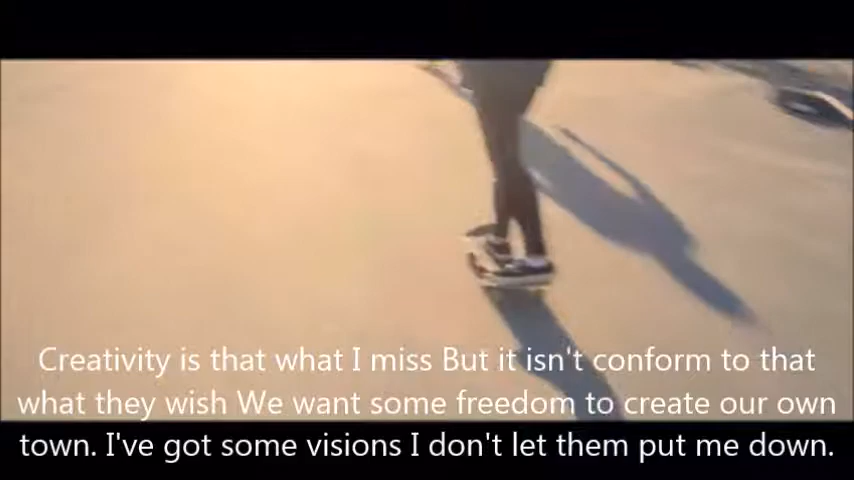 Creativity is that what I miss But it isn't conform to that
what they wish We want some freedom to create our own
town. I've got some visions I don't let them put me down.